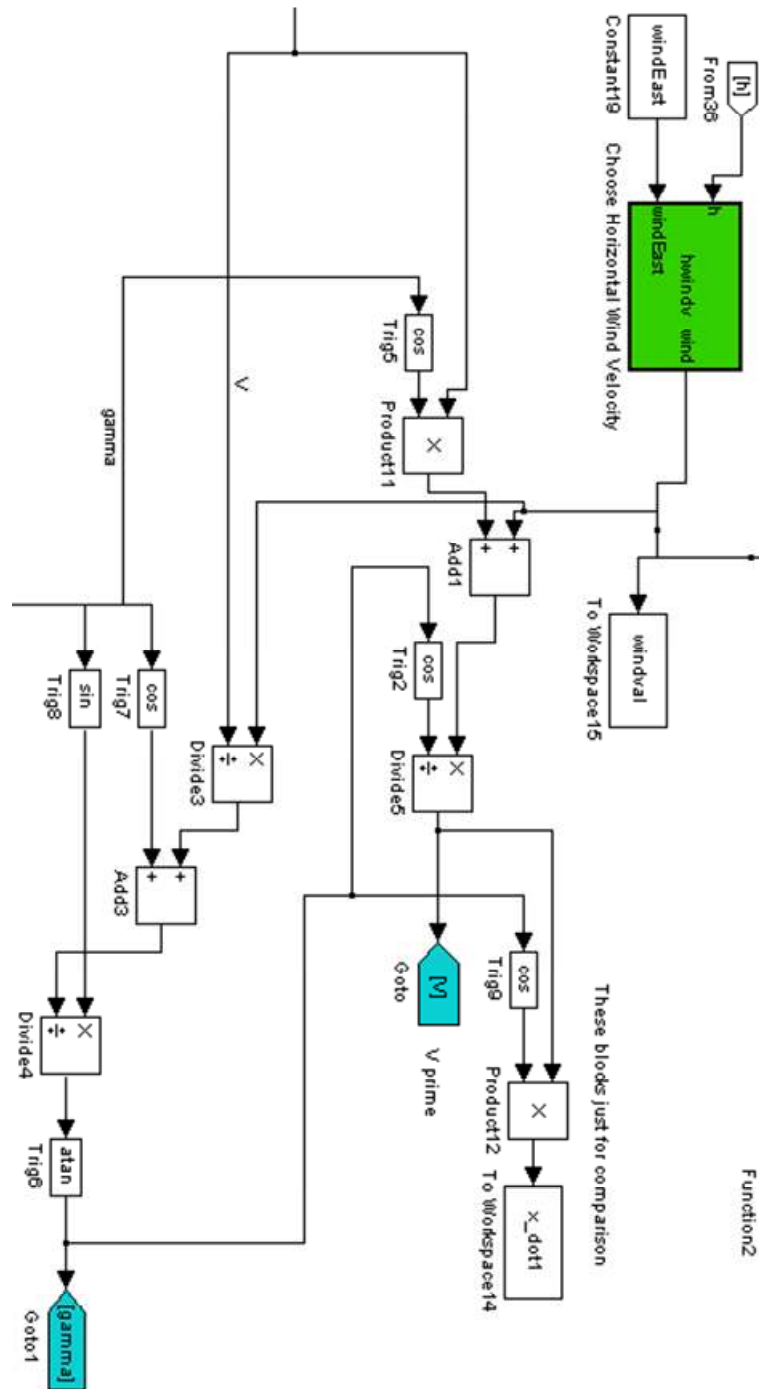 Function2
[h]
From36
h
hwindv wind
windEast
windEast
Constant19
Choose Horizontal Wind Velocity
windval
To Workspace15
These blocks just for comparison
x_dot1
To Workspace14
×
Product12
cos
Trig9
+
+
Add1
×
÷
Divide5
[V]
Goto
V prime
cos
Trig2
×
Product11
cos
Trig5
V
×
÷
Divide3
gamma
+
+
Add3
cos
Trig7
sin
Trig8
×
÷
Divide4
atan
Trig6
[gamma]
Goto1